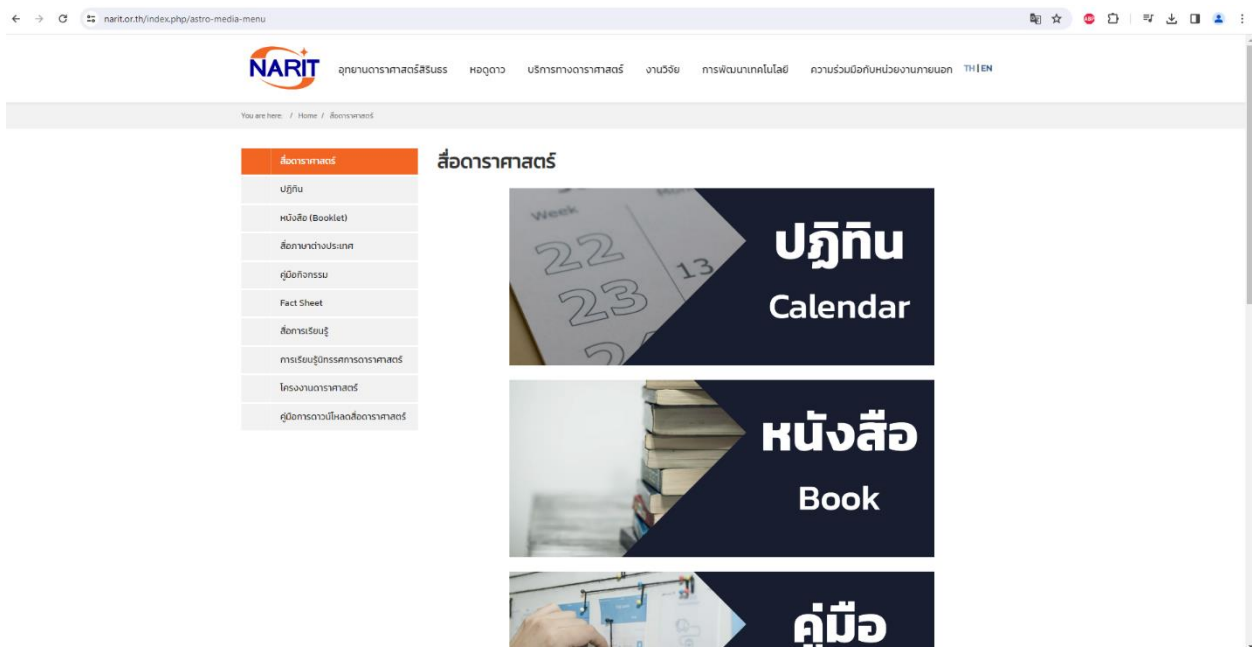 narit.or.th/index.php/astro-media-menu
NARIT
อุทยานดาราศาสตร์สิรินธร หอดูดาว บริการทางดาราศาสตร์ งานวิจัย การพัฒนาเทคโนโลยี ความร่วมมือกับหน่วยงานภายนอก TH|EN
You are here: / Home / สื่อดาราศาสตร์
สื่อดาราศาสตร์
ปฏิทิน
หนังสือ (Booklet)
สื่อภาษาต่างประเทศ
คู่มือกิจกรรม
Fact Sheet
สื่อการเรียนรู้
การเรียนรู้นิทรรศการดาราศาสตร์
โครงงานดาราศาสตร์
คู่มือการดาวน์โหลดสื่อดาราศาสตร์
สื่อดาราศาสตร์
Week
22
13
23
ปฏิทิน
Calendar
หนังสือ
Book
คู่มือ